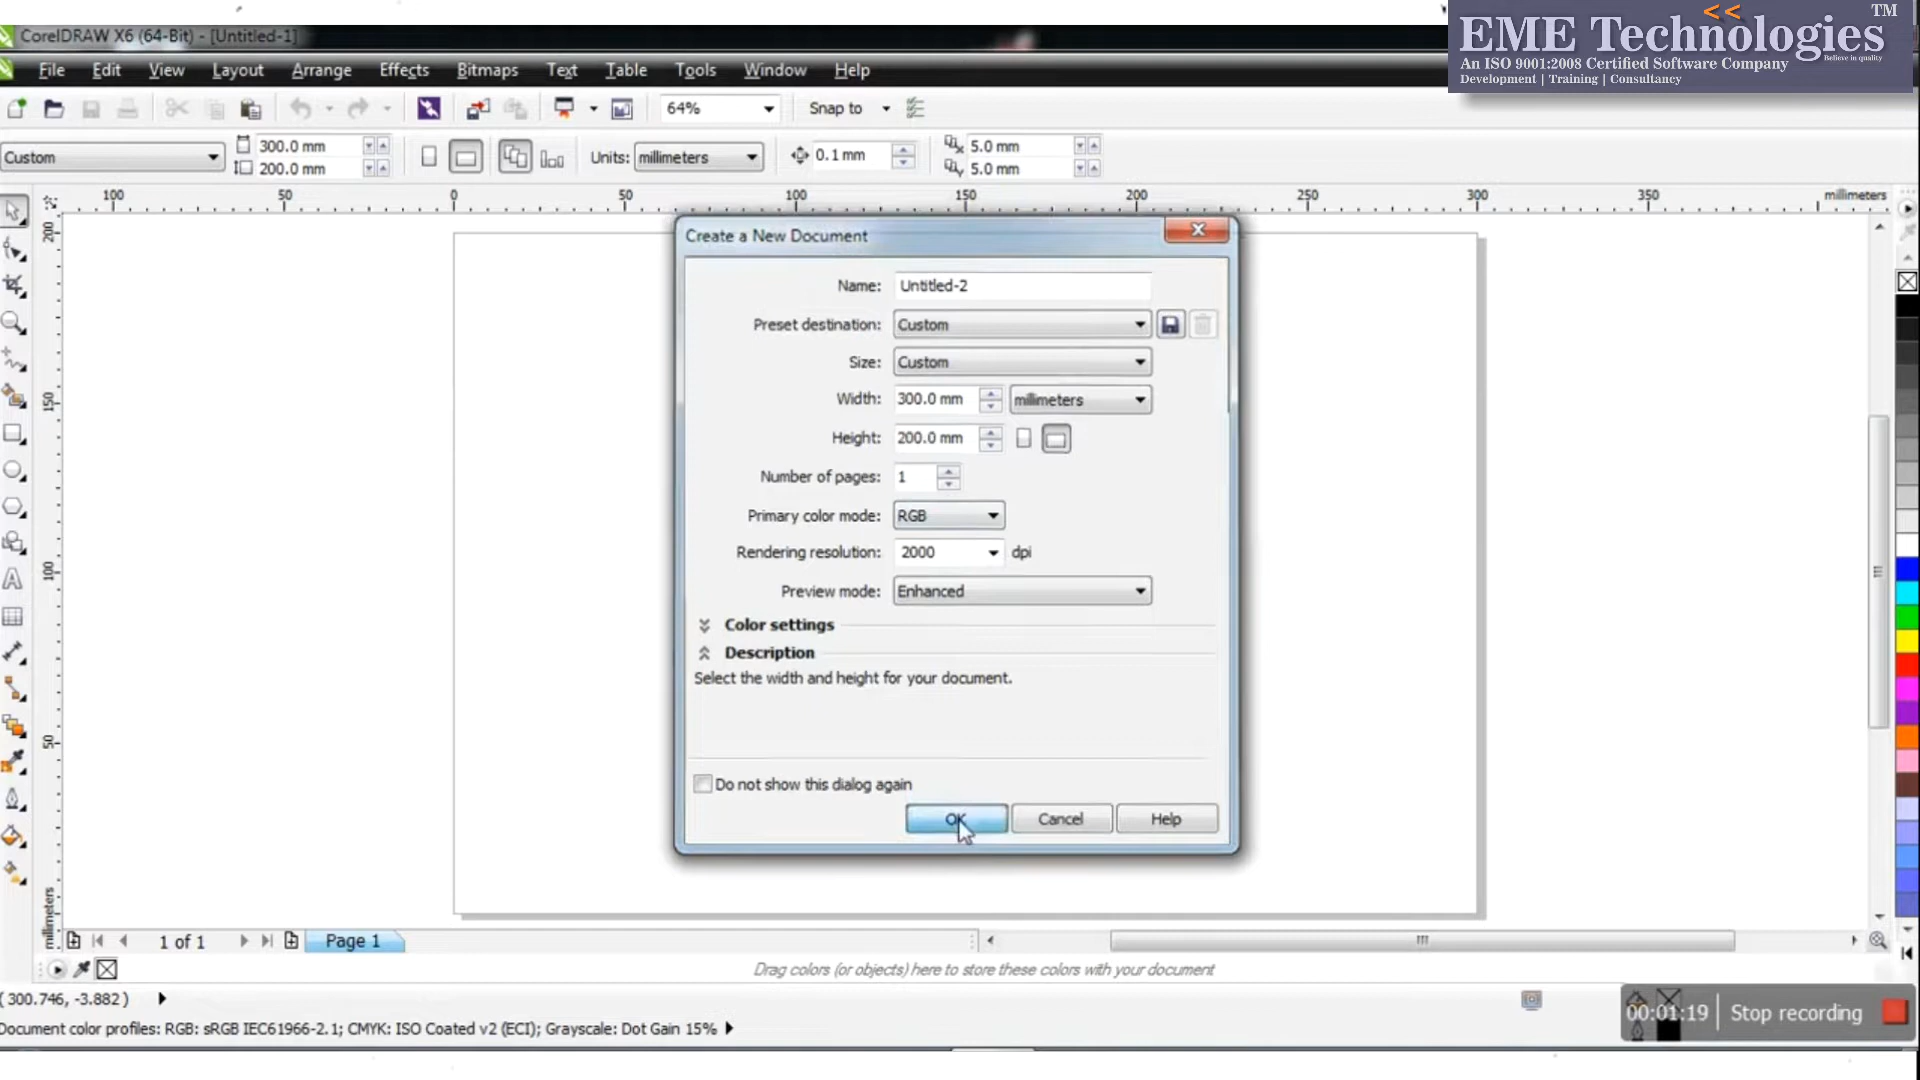 CorelDRAW X6 (64-Bit) - [Untitled-1]
EME Technologies TM
Believe in quality
An ISO 9001:2008 Certified Software Company
Development | Training | Consultancy
File Edit View Layout Arrange Effects Bitmaps Text Table Tools Window Help
64% Snap to
Custom 300.0 mm 200.0 mm Units: millimeters 0.1 mm 5.0 mm 5.0 mm
100 50 0 50 100 150 200 250 300 350 millimeters
200
150
100
50
millimeters
Create a New Document
Name: Untitled-2
Preset destination: Custom
Size: Custom
Width: 300.0 mm millimeters
Height: 200.0 mm
Number of pages: 1
Primary color mode: RGB
Rendering resolution: 2000 dpi
Preview mode: Enhanced
Color settings
Description
Select the width and height for your document.
Do not show this dialog again
OK Cancel Help
1 of 1 Page 1
Drag colors (or objects) here to store these colors with your document
( 300.746, -3.882 )
00:01:19 Stop recording
Document color profiles: RGB: sRGB IEC61966-2.1; CMYK: ISO Coated v2 (ECI); Grayscale: Dot Gain 15%